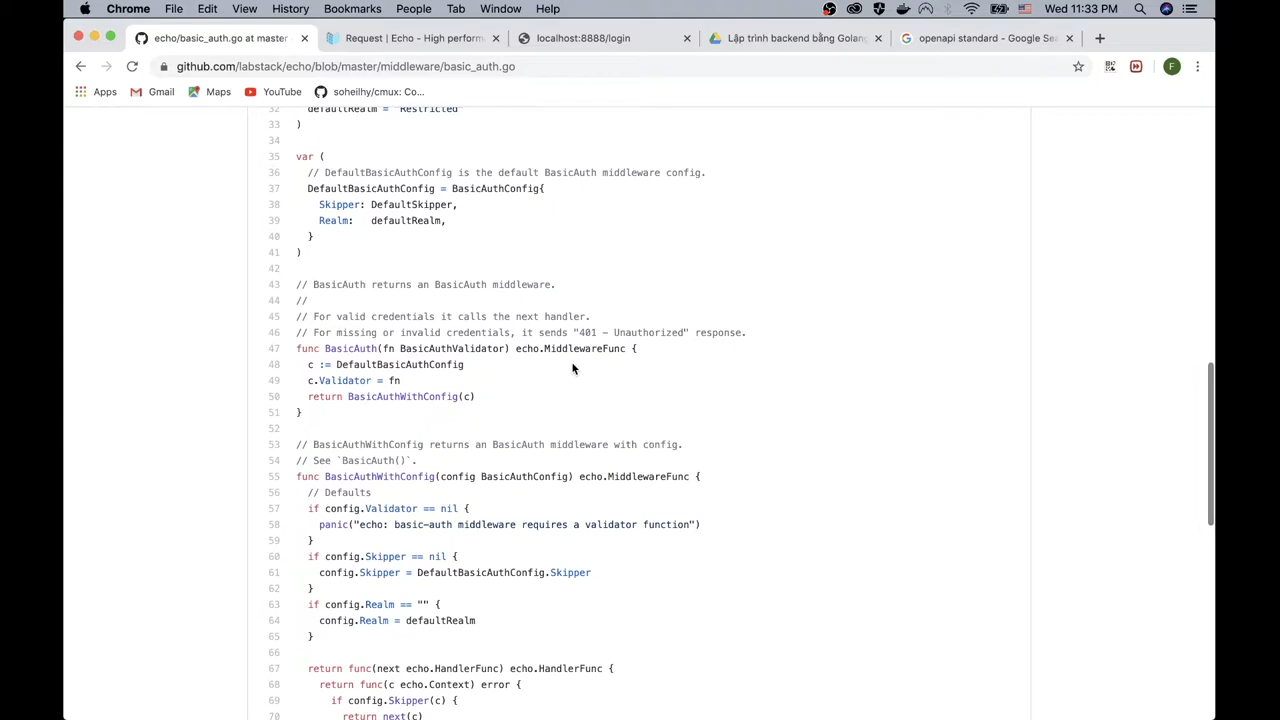 Chrome File Edit View History Bookmarks People Tab Window Help Wed 11:33 PM
echo/basic_auth.go at master Request | Echo - High perform localhost:8888/login Lập trình backend bằng Golang openapi standard - Google Sea
github.com/labstack/echo/blob/master/middleware/basic_auth.go F
Apps Gmail Maps YouTube soheilhy/cmux: Co...
32 defaultRealm = "Restricted"
33 )
34
35 var (
36 // DefaultBasicAuthConfig is the default BasicAuth middleware config.
37 DefaultBasicAuthConfig = BasicAuthConfig{
38 Skipper: DefaultSkipper,
39 Realm: defaultRealm,
40 }
41 )
42
43 // BasicAuth returns an BasicAuth middleware.
44 //
45 // For valid credentials it calls the next handler.
46 // For missing or invalid credentials, it sends "401 - Unauthorized" response.
47 func BasicAuth(fn BasicAuthValidator) echo.MiddlewareFunc {
48 c := DefaultBasicAuthConfig
49 c.Validator = fn
50 return BasicAuthWithConfig(c)
51 }
52
53 // BasicAuthWithConfig returns an BasicAuth middleware with config.
54 // See `BasicAuth()`.
55 func BasicAuthWithConfig(config BasicAuthConfig) echo.MiddlewareFunc {
56 // Defaults
57 if config.Validator == nil {
58 panic("echo: basic-auth middleware requires a validator function")
59 }
60 if config.Skipper == nil {
61 config.Skipper = DefaultBasicAuthConfig.Skipper
62 }
63 if config.Realm == "" {
64 config.Realm = defaultRealm
65 }
66
67 return func(next echo.HandlerFunc) echo.HandlerFunc {
68 return func(c echo.Context) error {
69 if config.Skipper(c) {
70 return next(c)